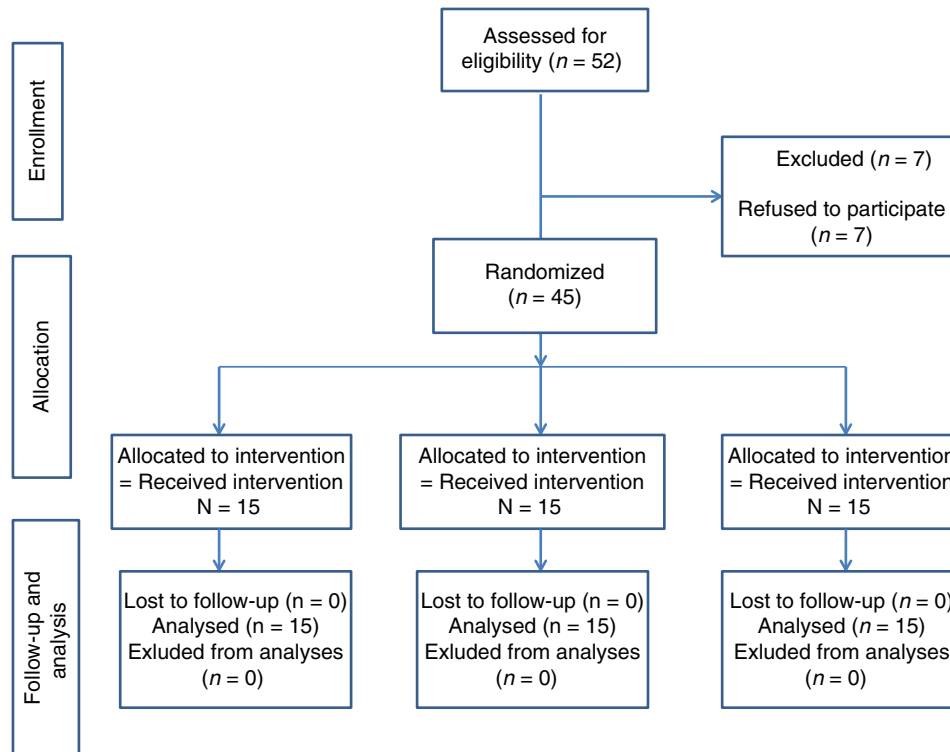 Assessed for
eligibility (n = 52)
Enrollment
Excluded (n = 7)
Refused to participate
(n = 7)
Randomized
(n = 45)
Allocation
Allocated to intervention
= Received intervention
N = 15
Allocated to intervention
= Received intervention
N = 15
Allocated to intervention
= Received intervention
N = 15
Follow-up and
analysis
Lost to follow-up (n = 0)
Analysed (n = 15)
Exluded from analyses
(n = 0)
Lost to follow-up (n = 0)
Analysed (n = 15)
Exluded from analyses
(n = 0)
Lost to follow-up (n = 0)
Analysed (n = 15)
Exluded from analyses
(n = 0)